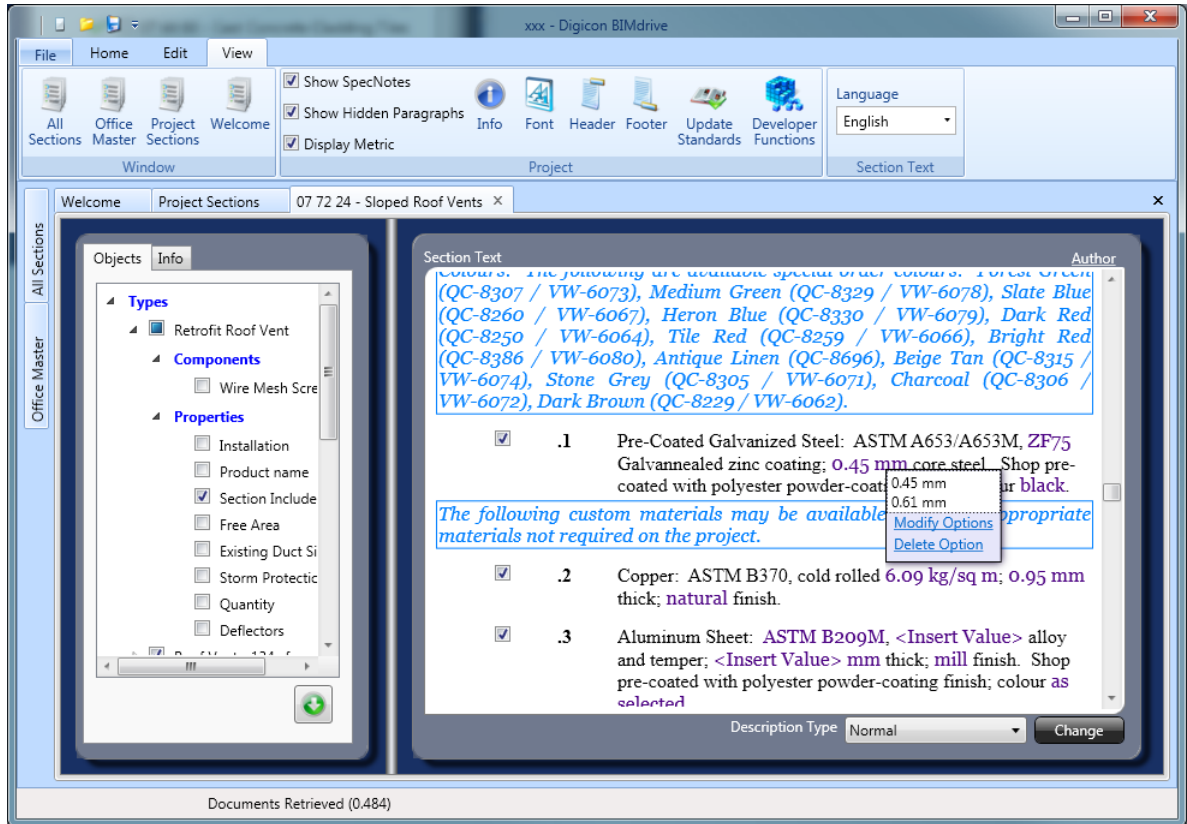 xxx - Digicon BIMdrive
File Home Edit View
All Sections
Office Master
Project Sections
Welcome
Window
Show SpecNotes
Show Hidden Paragraphs
Display Metric
Info
Font
Header
Footer
Update Standards
Developer Functions
Project
Language
English
Section Text
Welcome Project Sections 07 72 24 - Sloped Roof Vents
All Sections
Office Master
Objects Info
Types
Retrofit Roof Vent
Components
Wire Mesh Scre
Properties
Installation
Product name
Section Include
Free Area
Existing Duct Si
Storm Protectic
Quantity
Deflectors
Section Text
Author
Colours: The following are available special order colours: Forest Green
(QC-8307 / VW-6073), Medium Green (QC-8329 / VW-6078), Slate Blue
(QC-8260 / VW-6067), Heron Blue (QC-8330 / VW-6079), Dark Red
(QC-8250 / VW-6064), Tile Red (QC-8259 / VW-6066), Bright Red
(QC-8386 / VW-6080), Antique Linen (QC-8696), Beige Tan (QC-8315 /
VW-6074), Stone Grey (QC-8305 / VW-6071), Charcoal (QC-8306 /
VW-6072), Dark Brown (QC-8229 / VW-6062).
.1 Pre-Coated Galvanized Steel: ASTM A653/A653M, ZF75
Galvannealed zinc coating; 0.45 mm core steel. Shop pre-
coated with polyester powder-coati black.
0.45 mm
0.61 mm
Modify Options
Delete Option
The following custom materials may be available
materials not required on the project.
.2 Copper: ASTM B370, cold rolled 6.09 kg/sq m; 0.95 mm
thick; natural finish.
.3 Aluminum Sheet: ASTM B209M, <Insert Value> alloy
and temper; <Insert Value> mm thick; mill finish. Shop
pre-coated with polyester powder-coating finish; colour as
selected
Description Type Normal Change
Documents Retrieved (0.484)